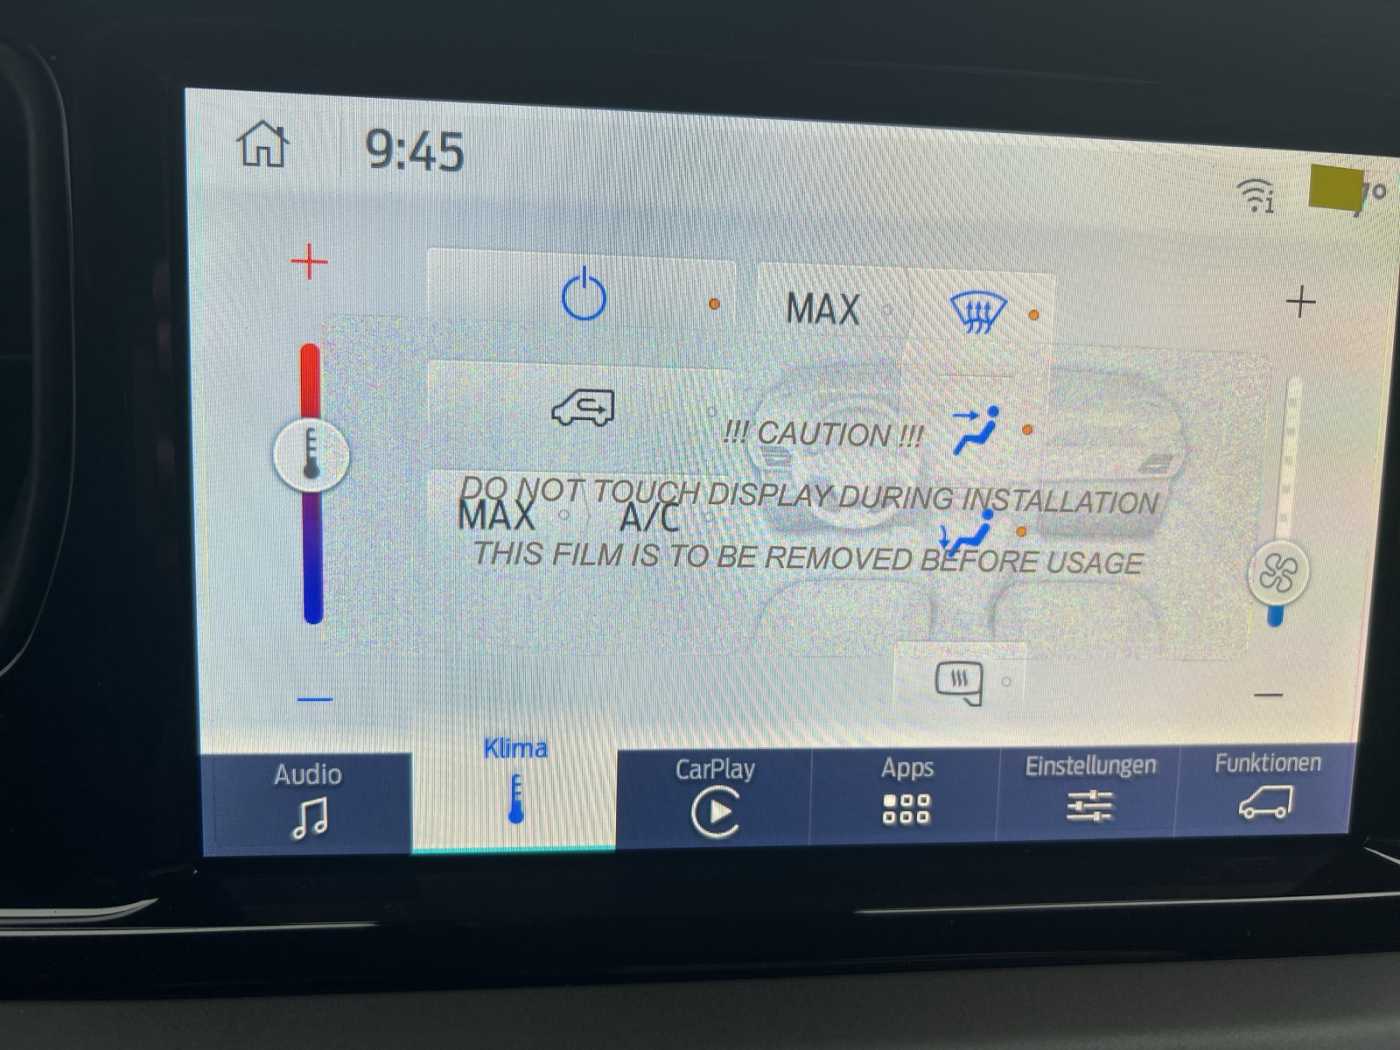 9:45
7°
MAX
!!! CAUTION !!!
DO NOT TOUCH DISPLAY DURING INSTALLATION
MAX A/C
THIS FILM IS TO BE REMOVED BEFORE USAGE
Audio Klima CarPlay Apps Einstellungen Funktionen